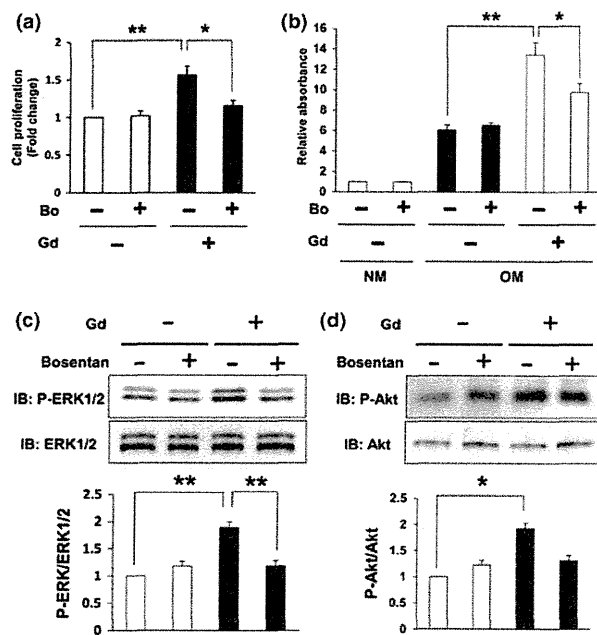 (a)
** *
Cell proliferation
(Fold change)
2
1.5
1
0.5
0
Bo − + − +
Gd − +
(b)
** *
Relative absorbance
16
14
12
10
8
6
4
2
0
Bo − + − + − +
Gd − − +
NM OM
(c)
Gd − +
Bosentan − + − +
IB: P-ERK1/2
IB: ERK1/2
** **
P-ERK/ERK1/2
2.5
2
1.5
1
0.5
(d)
Gd − +
Bosentan − + − +
IB: P-Akt
IB: Akt
*
P-Akt/Akt
2.5
2
1.5
1
0.5